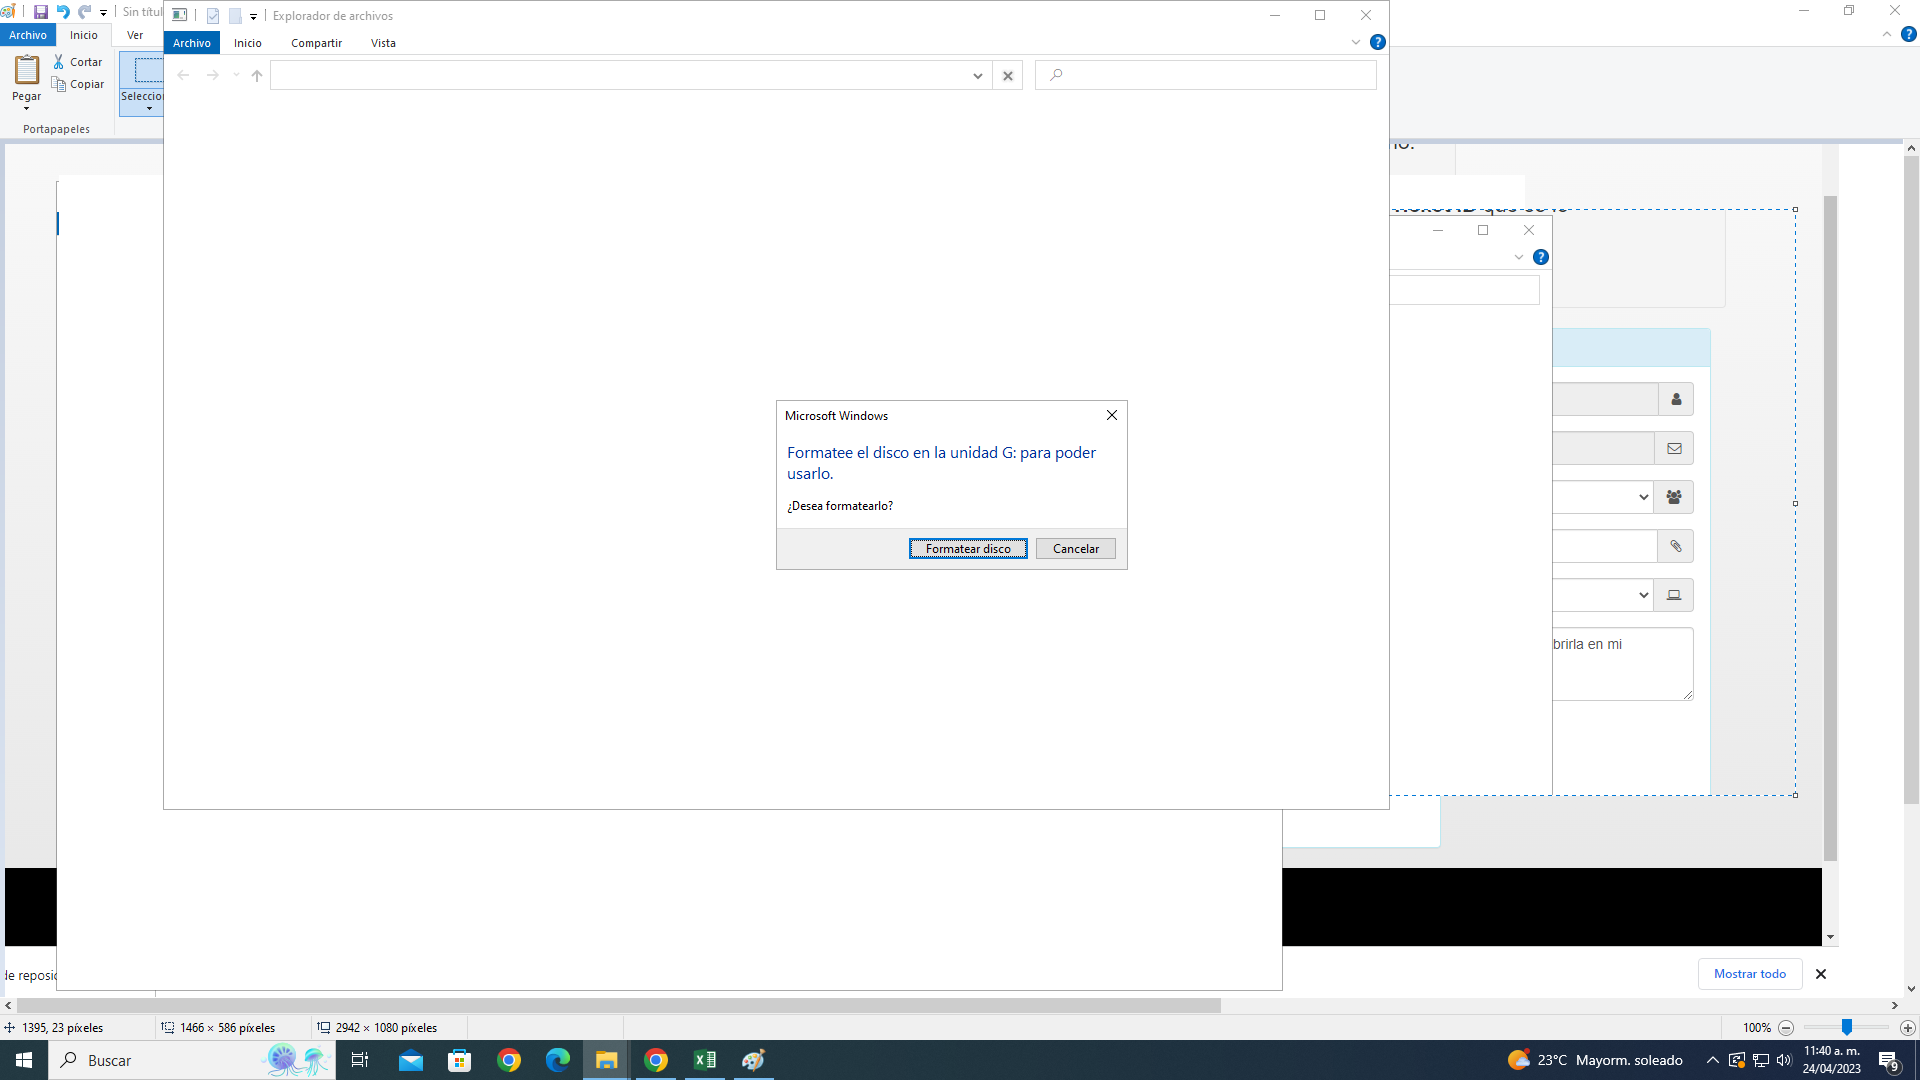 Sin títul
Explorador de archivos
Archivo
Inicio
Ver
Archivo
Inicio
Compartir
Vista
Pegar
Cortar
Copiar
Seleccion
Portapapeles
Microsoft Windows
Formatee el disco en la unidad G: para poder
usarlo.
¿Desea formatearlo?
Formatear disco
Cancelar
brirla en mi
de reposic
Mostrar todo
1395, 23 píxeles
1466 × 586 píxeles
2942 × 1080 píxeles
100%
Buscar
23°C Mayorm. soleado
11:40 a. m.
24/04/2023
9